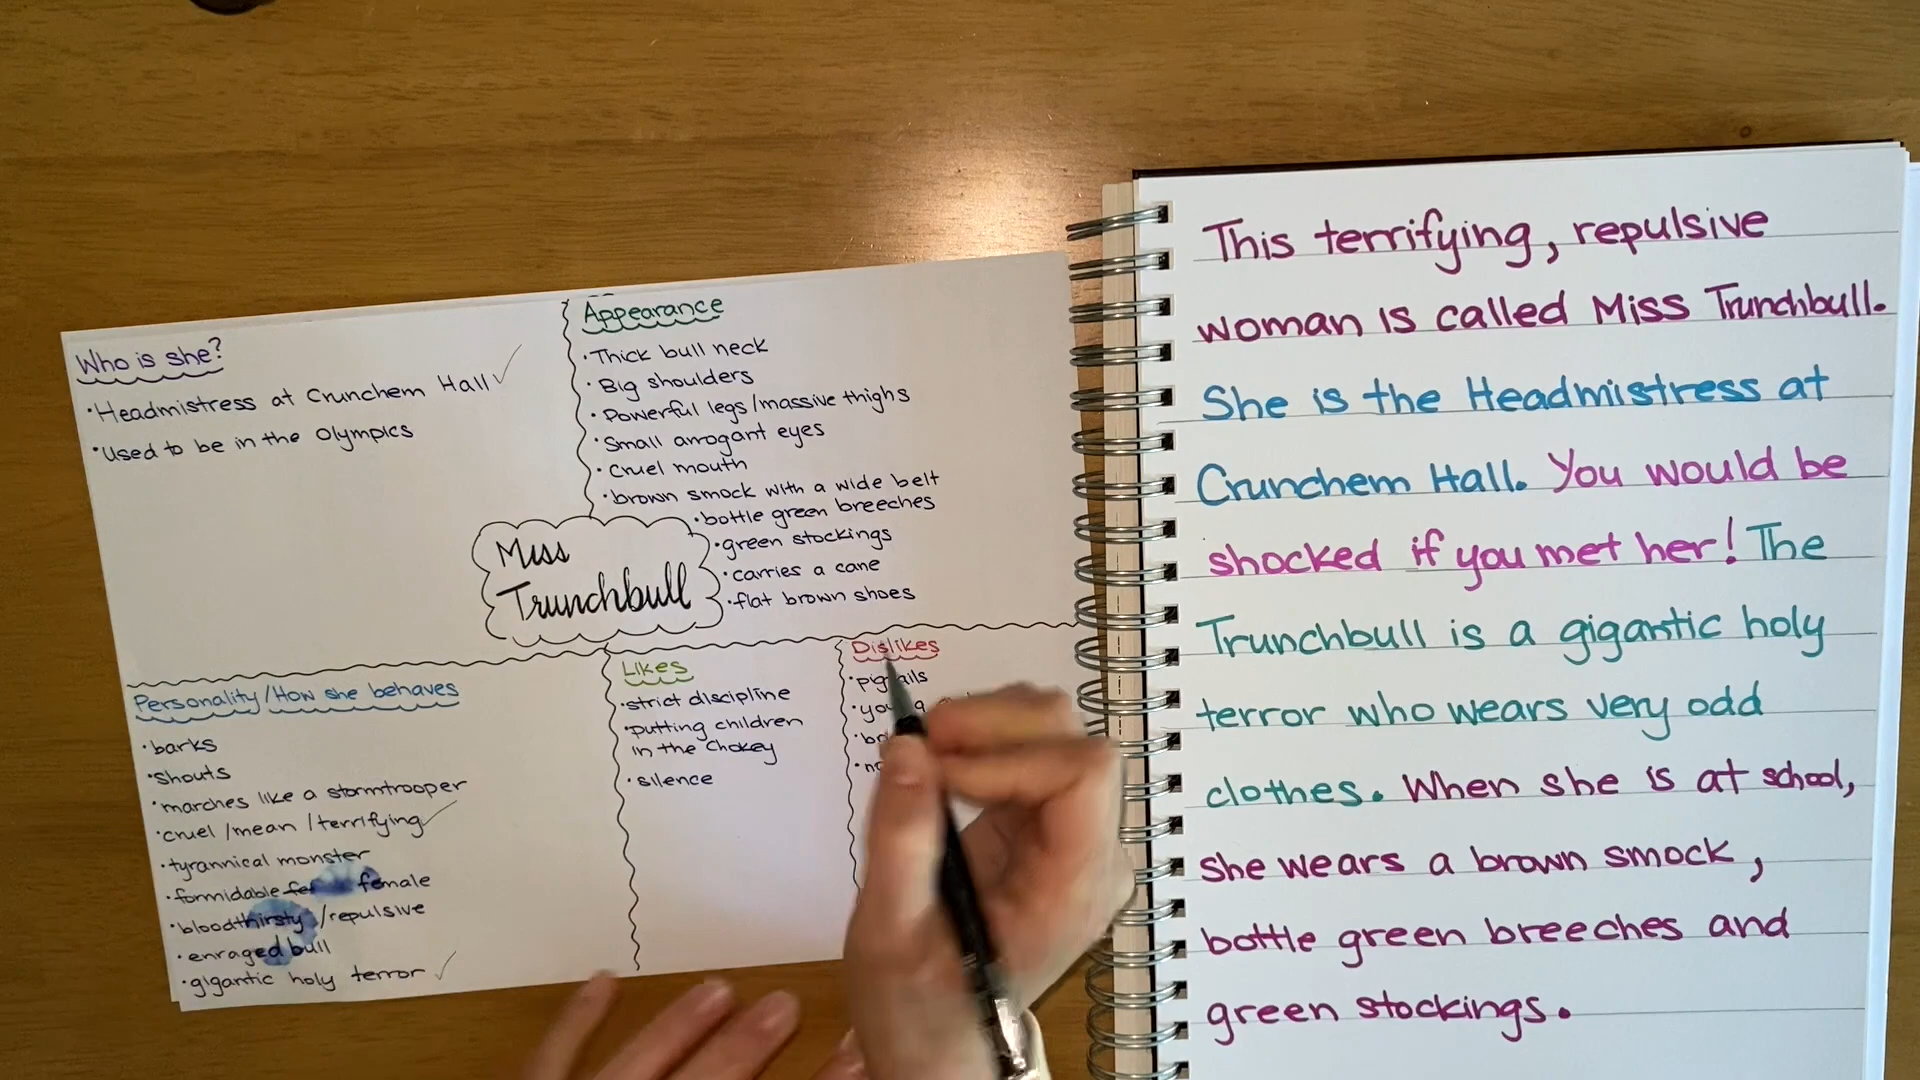 Who is she?
·Headmistress at Crunchem Hall✓
·Used to be in the Olympics
Appearance
·Thick bull neck
·Big shoulders
·Powerful legs/massive thighs
·Small arrogant eyes
·cruel mouth
·brown smock with a wide belt
·bottle green breeches
·green stockings
·carries a cane
·flat brown shoes
Miss
Trunchbull
Personality/How she behaves
·barks
·shouts
·marches like a stormtrooper
·cruel/mean/terrifying✓
·tyrannical monster
·formidable female
·bloodthirsty/repulsive
·enraged bull
·gigantic holy terror ✓
Likes
·strict discipline
·putting children
in the Chokey
·silence
Dislikes
This terrifying, repulsive
woman is called Miss Trunchbull.
She is the Headmistress at
Crunchem Hall. You would be
shocked if you met her! The
Trunchbull is a gigantic holy
terror who wears very odd
clothes. When she is at school,
she wears a brown smock,
bottle green breeches and
green stockings.